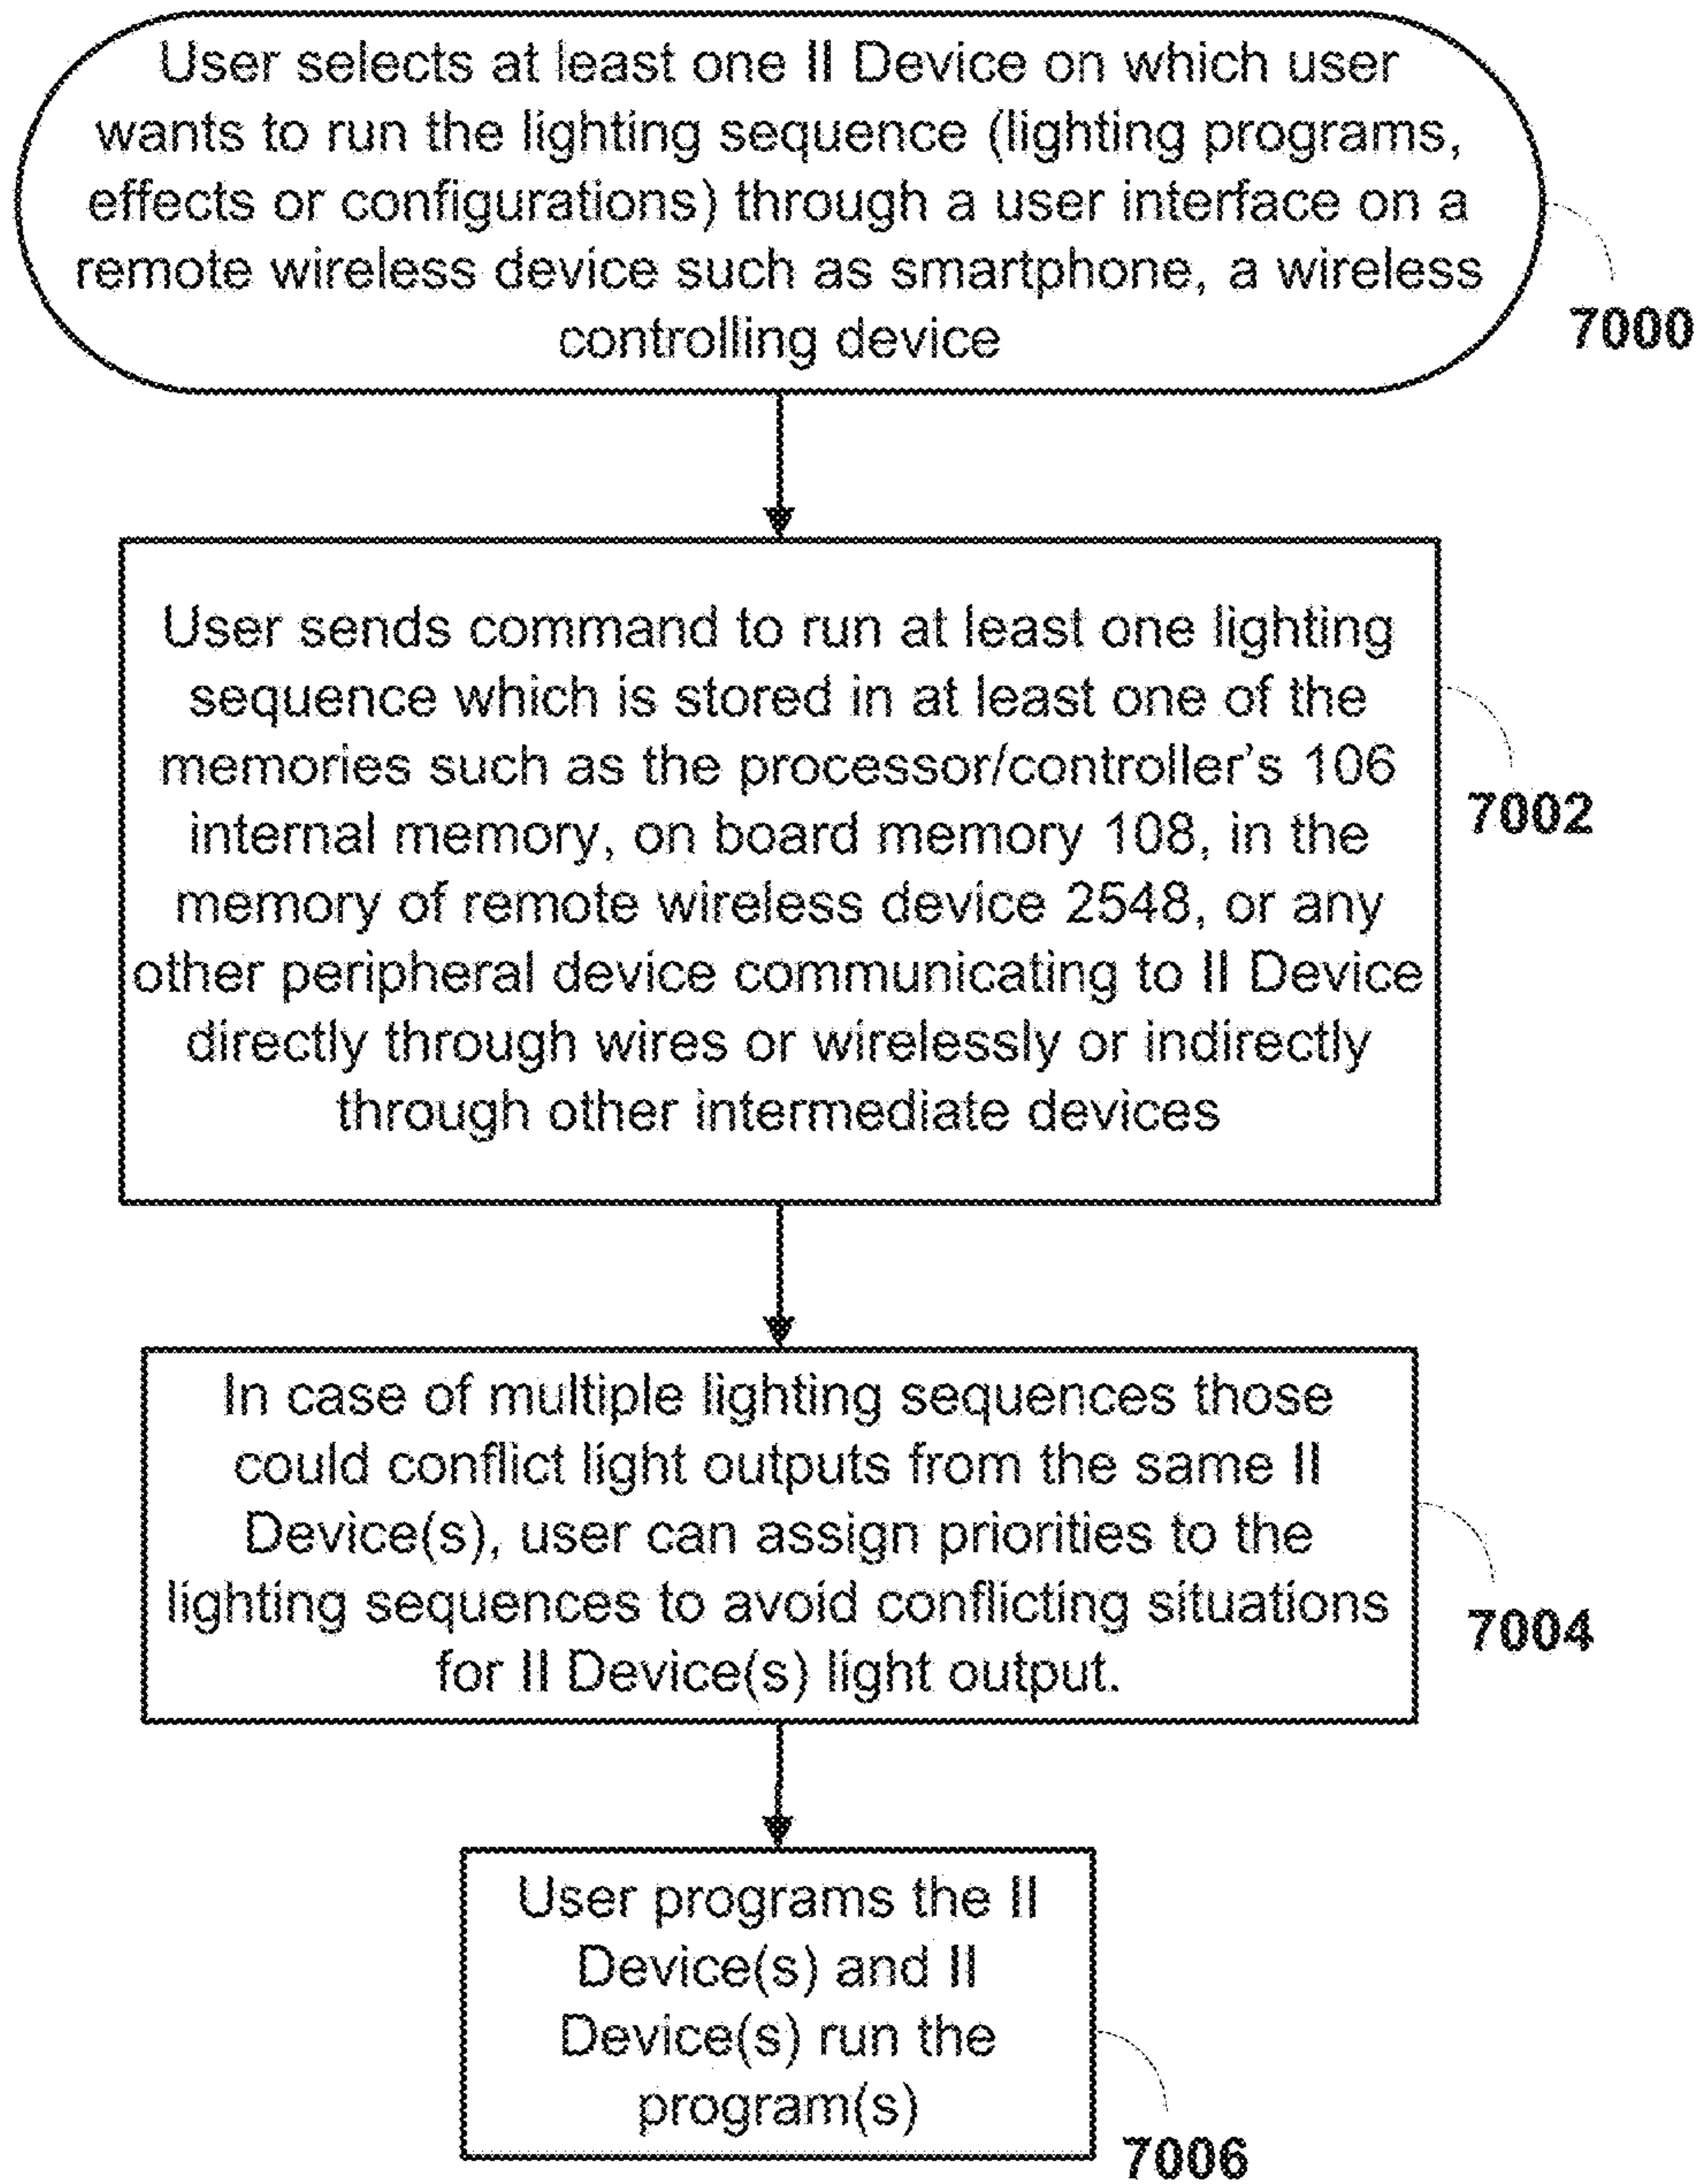 User selects at least one II Device on which user
wants to run the lighting sequence (lighting programs,
effects or configurations) through a user interface on a
remote wireless device such as smartphone, a wireless
controlling device
7000
User sends command to run at least one lighting
sequence which is stored in at least one of the
memories such as the processor/controller's 106
internal memory, on board memory 108, in the
memory of remote wireless device 2548, or any
other peripheral device communicating to II Device
directly through wires or wirelessly or indirectly
through other intermediate devices
7002
In case of multiple lighting sequences those
could conflict light outputs from the same II
Device(s), user can assign priorities to the
lighting sequences to avoid conflicting situations
for II Device(s) light output.
7004
User programs the II
Device(s) and II
Device(s) run the
program(s)
7006